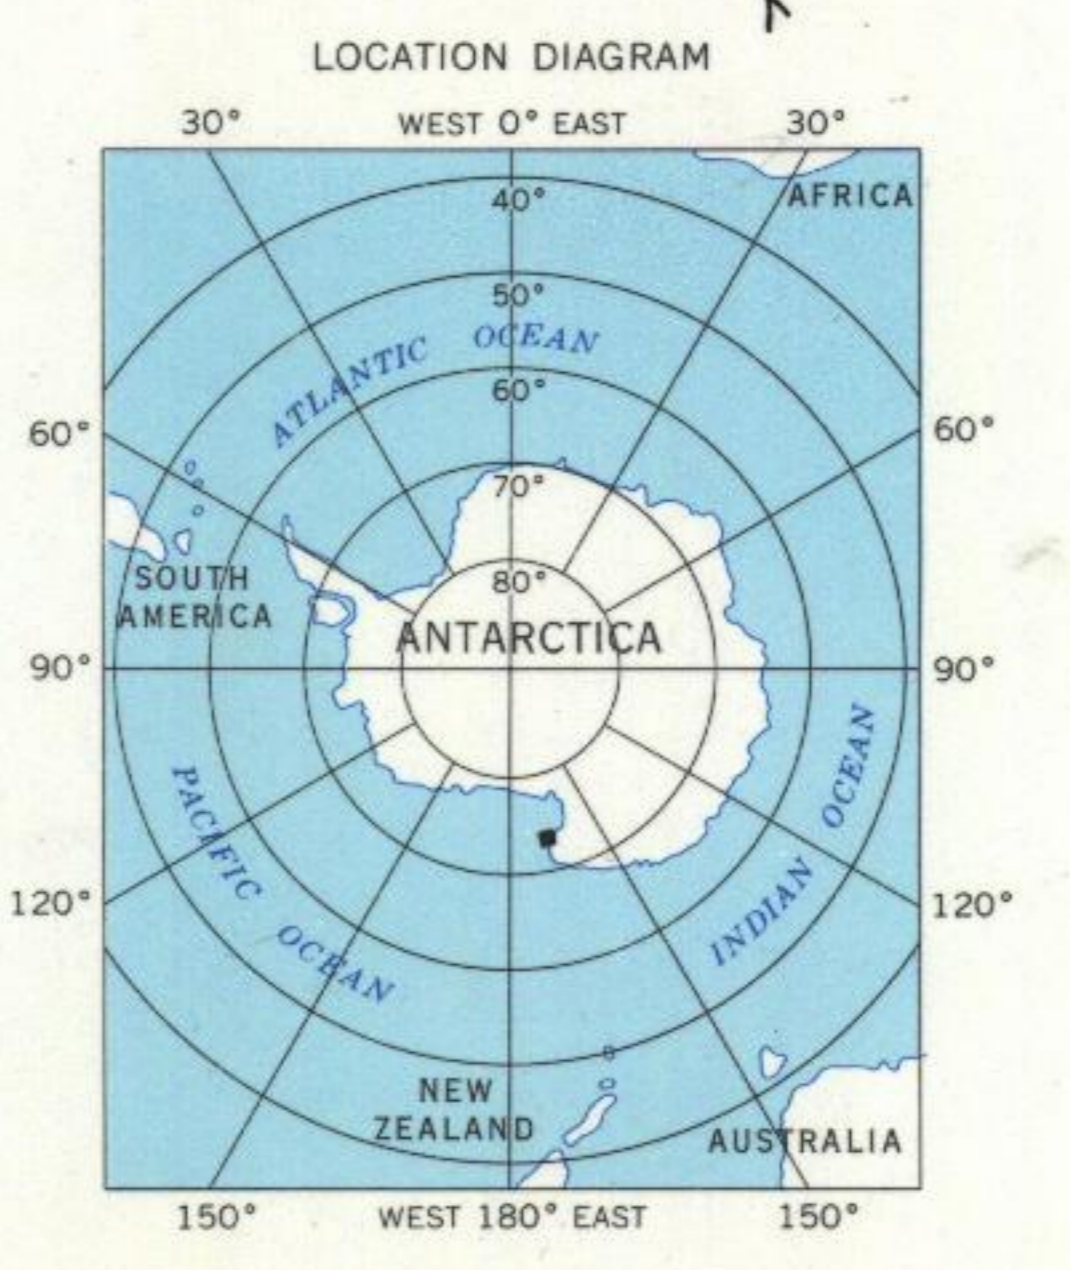 LOCATION DIAGRAM
30° WEST 0° EAST 30°
40°
AFRICA
50°
ATLANTIC OCEAN
60°
60° 60°
70°
80°
SOUTH
AMERICA
ANTARCTICA
90° 90°
PACIFIC OCEAN
INDIAN OCEAN
120° 120°
NEW
ZEALAND
AUSTRALIA
150° WEST 180° EAST 150°